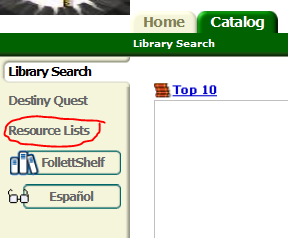 Home Catalog
Library Search
Library Search
Destiny Quest
Top 10
Resource Lists
FollettShelf
Español